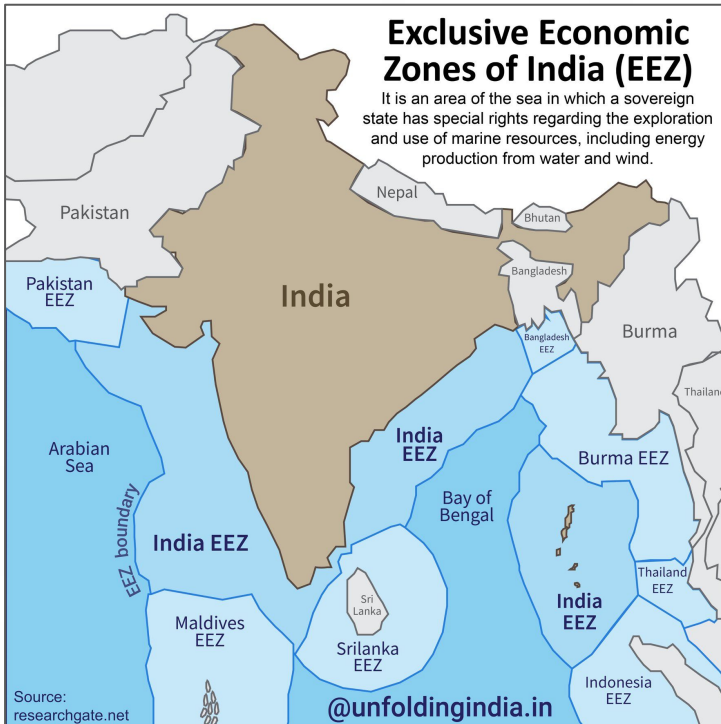 Exclusive Economic
Zones of India (EEZ)
It is an area of the sea in which a sovereign
state has special rights regarding the exploration
and use of marine resources, including energy
production from water and wind.
Nepal
Pakistan
Bhutan
Bangladesh
Pakistan
EEZ
India
Burma
Bangladesh
EEZ
Thailand
Arabian
Sea
India
EEZ
Burma EEZ
Bay of
Bengal
EEZ boundary
India EEZ
Thailand
EEZ
Sri
Lanka
India
EEZ
Maldives
EEZ
Srilanka
EEZ
Indonesia
EEZ
Source:
researchgate.net
@unfoldingindia.in